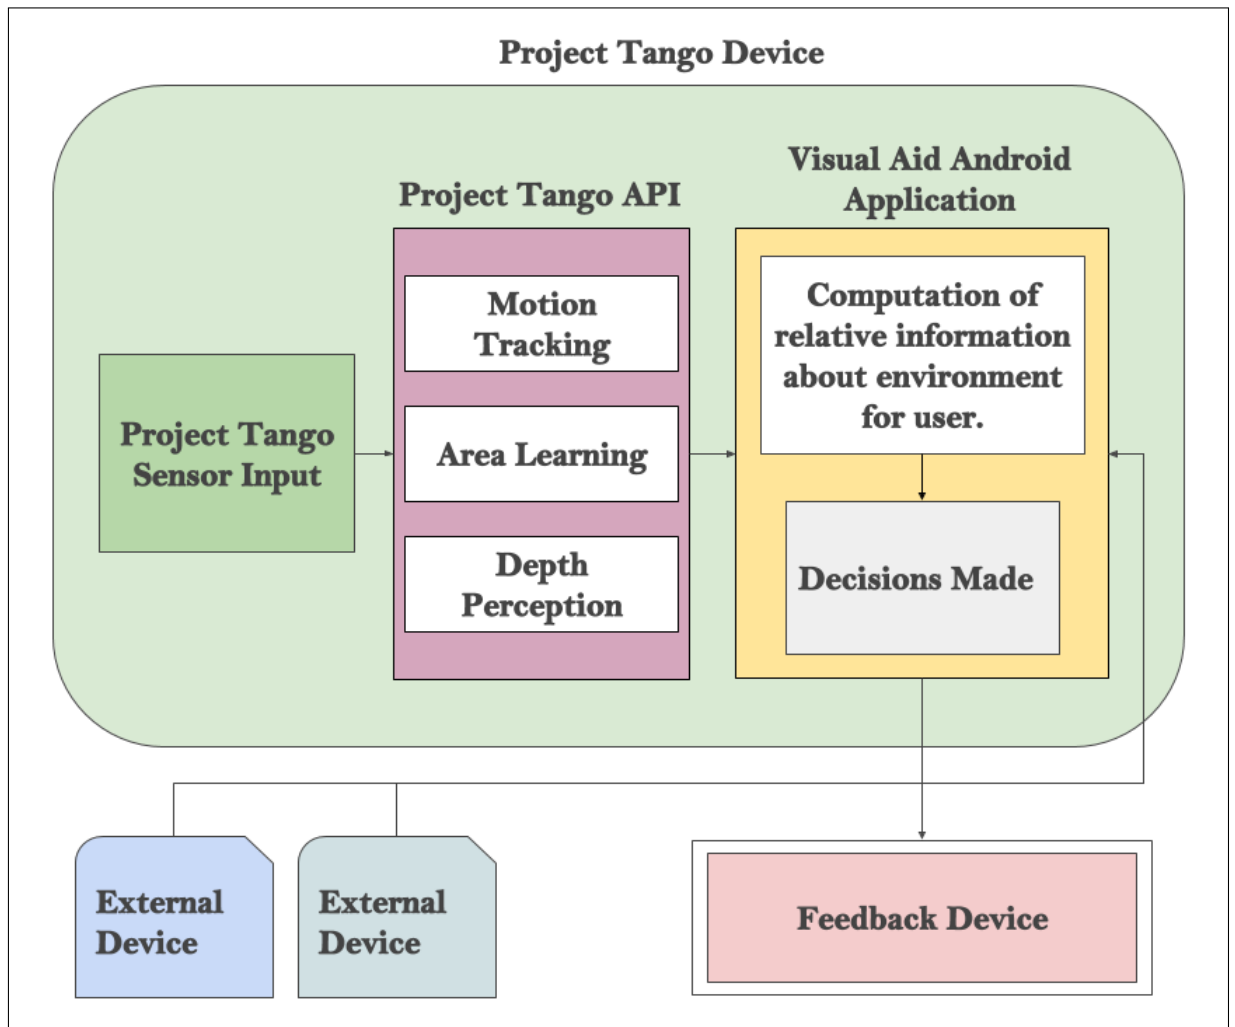 Project Tango Device
Project Tango API
Visual Aid Android
Application
Project Tango
Sensor Input
Motion
Tracking
Area Learning
Depth
Perception
Computation of
relative information
about environment
for user.
Decisions Made
External
Device
External
Device
Feedback Device